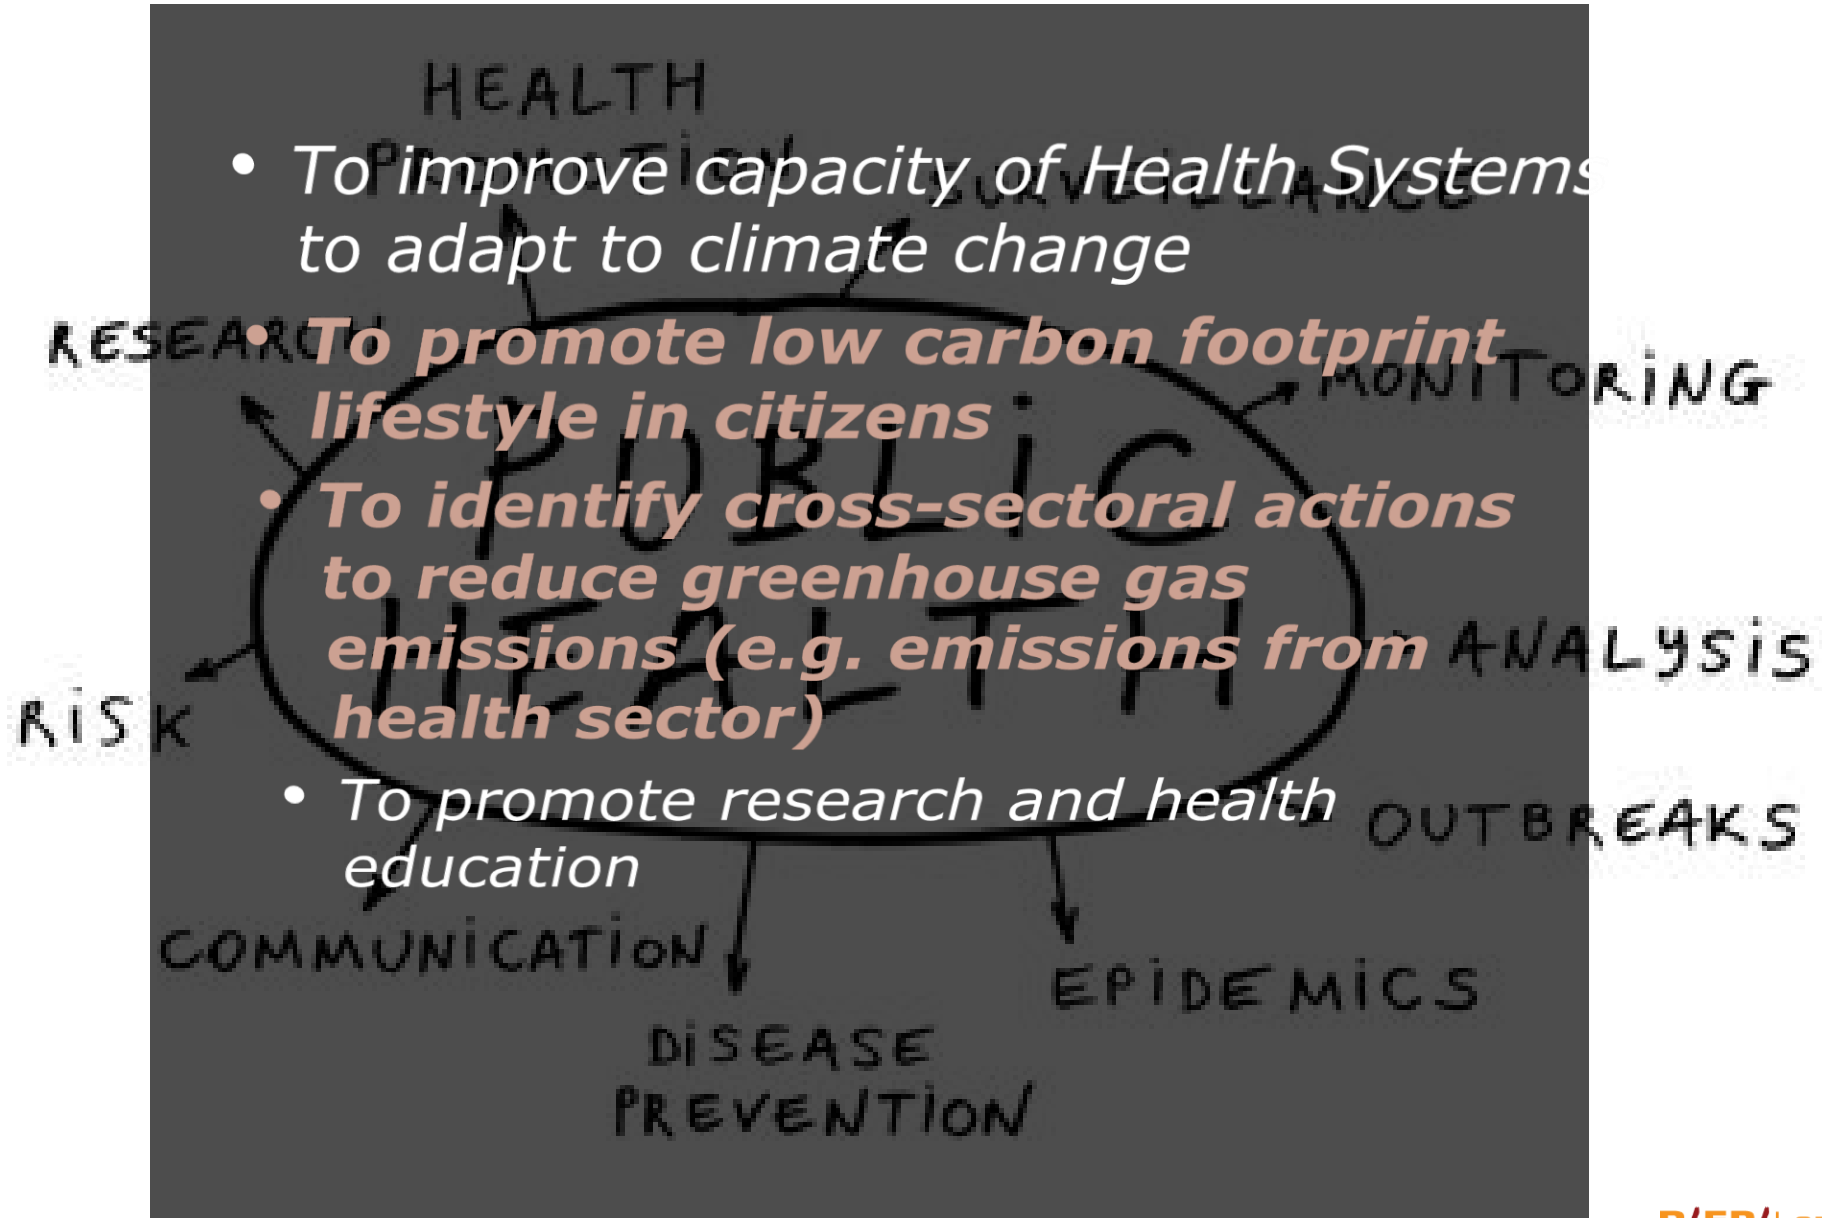 HEALTH
PROMOTiON
SURVEiLLANCE
• To improve capacity of Health Systems
to adapt to climate change
RESEARCH
• To promote low carbon footprint
lifestyle in citizens
MONITORiNG
PUBLiC
HEALTH
• To identify cross-sectoral actions
to reduce greenhouse gas
emissions (e.g. emissions from
health sector)
ANALYSiS
RiSK
• To promote research and health
education
OUTBREAKS
COMMUNiCATiON
EPiDEMiCS
DiSEASE
PREVENTiON